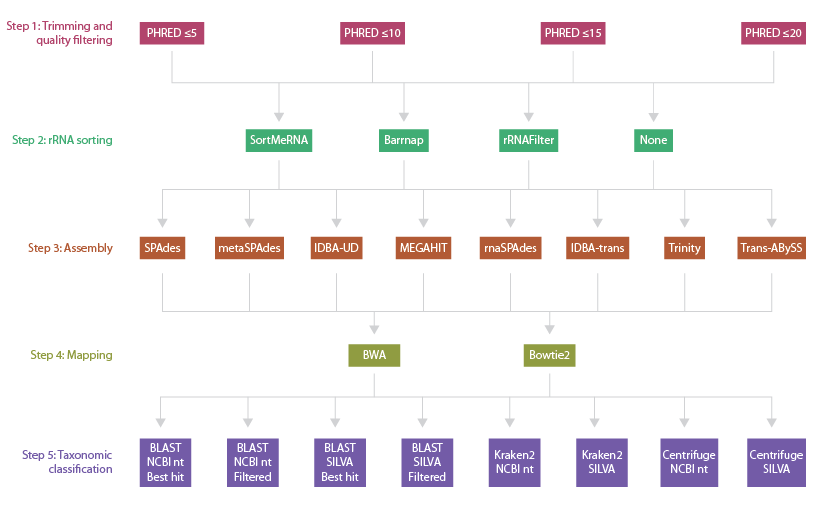 Step 1: Trimming and
quality filtering
PHRED ≤5
PHRED ≤10
PHRED ≤15
PHRED ≤20
Step 2: rRNA sorting
SortMeRNA
Barrnap
rRNAFilter
None
Step 3: Assembly
SPAdes
metaSPAdes
IDBA-UD
MEGAHIT
rnaSPAdes
IDBA-trans
Trinity
Trans-ABySS
Step 4: Mapping
BWA
Bowtie2
Step 5: Taxonomic
classification
BLAST
NCBI nt
Best hit
BLAST
NCBI nt
Filtered
BLAST
SILVA
Best hit
BLAST
SILVA
Filtered
Kraken2
NCBI nt
Kraken2
SILVA
Centrifuge
NCBI nt
Centrifuge
SILVA